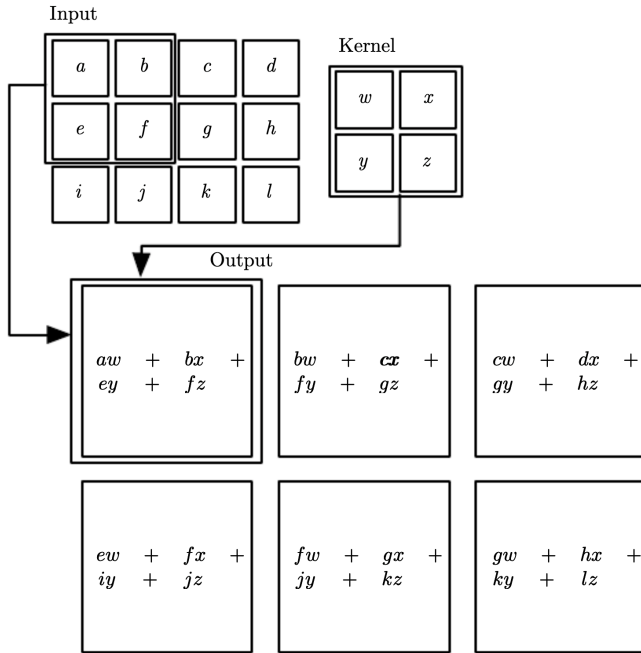 Input
Kernel
a b c d
w x
e f g h
y z
i j k l
Output
aw + bx +
ey + fz
bw + cx +
fy + gz
cw + dx +
gy + hz
ew + fx +
iy + jz
fw + gx +
jy + kz
gw + hx +
ky + lz